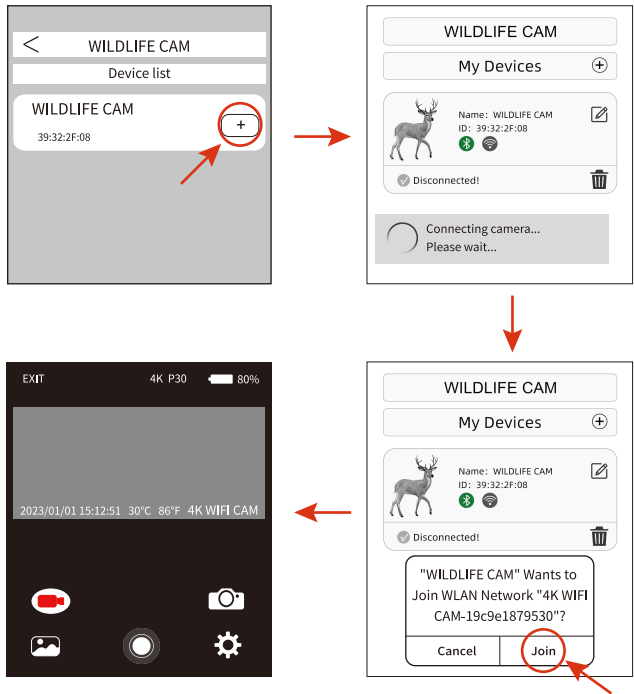 WILDLIFE CAM
Device list
WILDLIFE CAM
39:32:2F:08
+
WILDLIFE CAM
My Devices
Name: WILDLIFE CAM
ID: 39:32:2F:08
Disconnected!
Connecting camera...
Please wait...
WILDLIFE CAM
My Devices
Name: WILDLIFE CAM
ID: 39:32:2F:08
Disconnected!
"WILDLIFE CAM" Wants to
Join WLAN Network "4K WIFI
CAM-19c9e1879530"?
Cancel Join
EXIT 4K P30 80%
2023/01/01 15:12:51 30°C 86°F 4K WIFI CAM